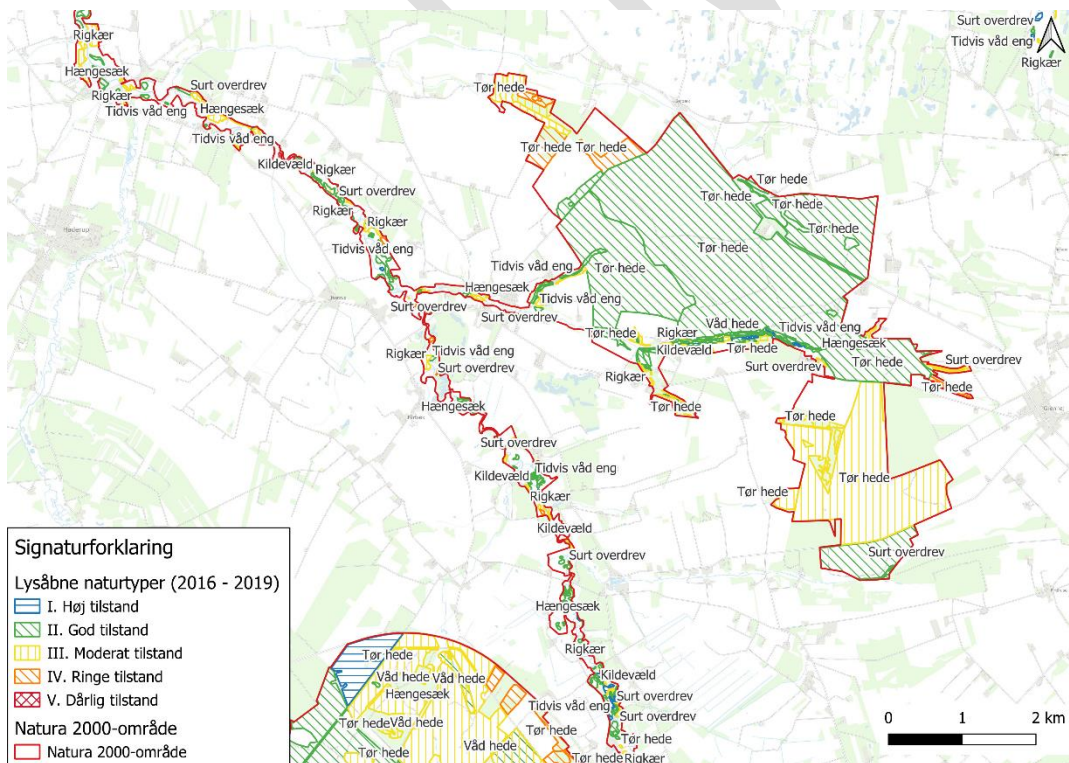 Surt overdrev
Tidvis våd eng
Rigkær
Rigkær
Hængesæk
Rigkær
Tidvis våd eng
Surt overdrev
Hængesæk
Tidvis våd eng
Kildevæld
Rigkær
Surt overdrev
Rigkær
Rigkær
Tidvis våd eng
Tør hede
Tør hede
Tør hede
Tør hede
Tør hede
Tør hede
Tør hede
Tør hede
Tidvis våd eng
Tør hede
Hængesæk
Tidvis våd eng
Surt overdrev
Surt overdrev
Tør hede
Rigkær
Våd hede
Tidvis våd eng
Kildevæld
Tør hede
Hængesæk
Surt overdrev
Tør hede
Surt overdrev
Tør hede
Rigkær
Tør hede
Rigkær
Tidvis våd eng
Surt overdrev
Hængesæk
Tør hede
Tør hede
Tør hede
Surt overdrev
Surt overdrev
Kildevæld
Tidvis våd eng
Rigkær
Kildevæld
Surt overdrev
Hængesæk
Rigkær
Kildevæld
Surt overdrev
Tidvis våd eng
Surt overdrev
Tør hede
Rigkær
Tør hede
Våd hede
Våd hede
Hængesæk
Tør hede
Våd hede
Tør hede
Våd hede
Tør hede
Tør hede
Signaturforklaring
Lysåbne naturtyper (2016 - 2019)
I. Høj tilstand
II. God tilstand
III. Moderat tilstand
IV. Ringe tilstand
V. Dårlig tilstand
Natura 2000-område
Natura 2000-område
0 1 2 km